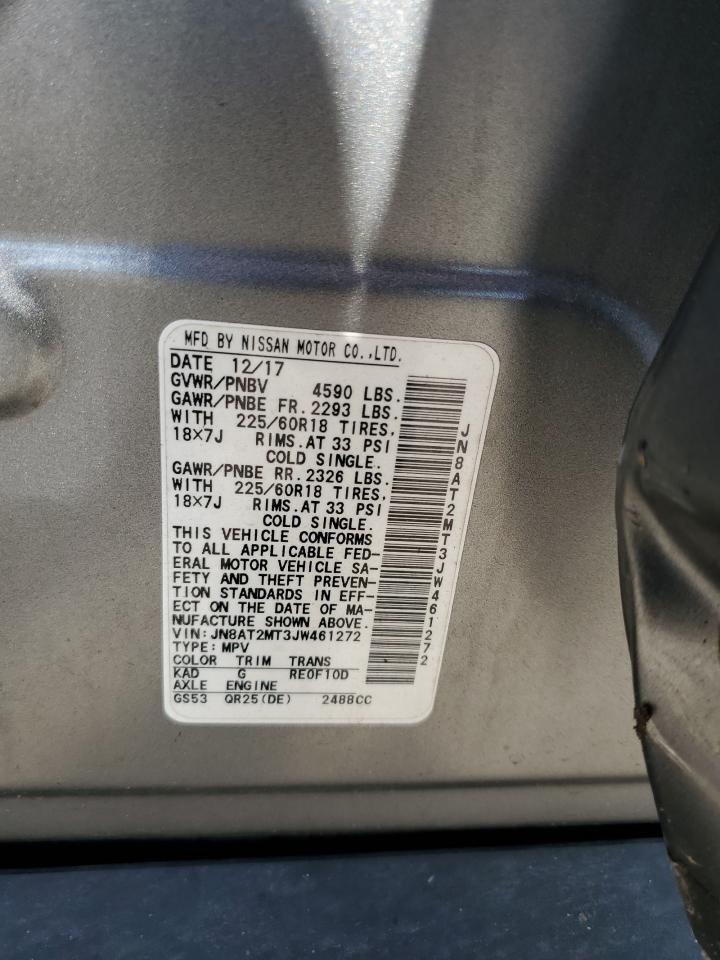 MFD BY NISSAN MOTOR CO.,LTD.
DATE 12/17
GVWR/PNBV 4590 LBS.
GAWR/PNBE FR. 2293 LBS.
WITH 225/60R18 TIRES.
18×7J RIMS.AT 33 PSI
COLD SINGLE.
GAWR/PNBE RR. 2326 LBS.
WITH 225/60R18 TIRES.
18×7J RIMS.AT 33 PSI
COLD SINGLE.
THIS VEHICLE CONFORMS
TO ALL APPLICABLE FED-
ERAL MOTOR VEHICLE SA-
FETY AND THEFT PREVEN-
TION STANDARDS IN EFF-
ECT ON THE DATE OF MA-
NUFACTURE SHOWN ABOVE.
VIN:JN8AT2MT3JW461272
TYPE:MPV
COLOR TRIM TRANS
KAD G RE0F10D
AXLE ENGINE
GS53 QR25(DE) 2488CC
JN8AT2MT3JW461272